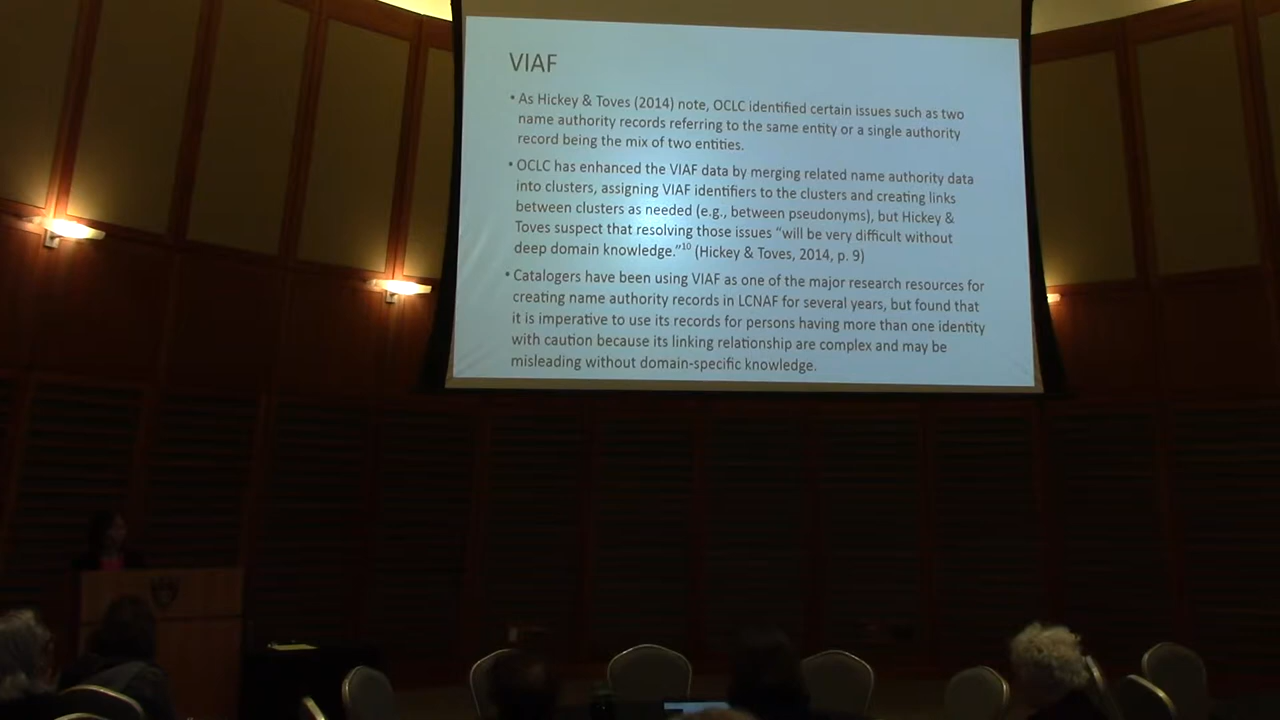 VIAF
• As Hickey & Toves (2014) note, OCLC identified certain issues such as two
name authority records referring to the same entity or a single authority
record being the mix of two entities.
• OCLC has enhanced the VIAF data by merging related name authority data
into clusters, assigning VIAF identifiers to the clusters and creating links
between clusters as needed (e.g., between pseudonyms), but Hickey &
Toves suspect that resolving those issues “will be very difficult without
deep domain knowledge.”10 (Hickey & Toves, 2014, p. 9)
• Catalogers have been using VIAF as one of the major research resources for
creating name authority records in LCNAF for several years, but found that
it is imperative to use its records for persons having more than one identity
with caution because its linking relationship are complex and may be
misleading without domain-specific knowledge.